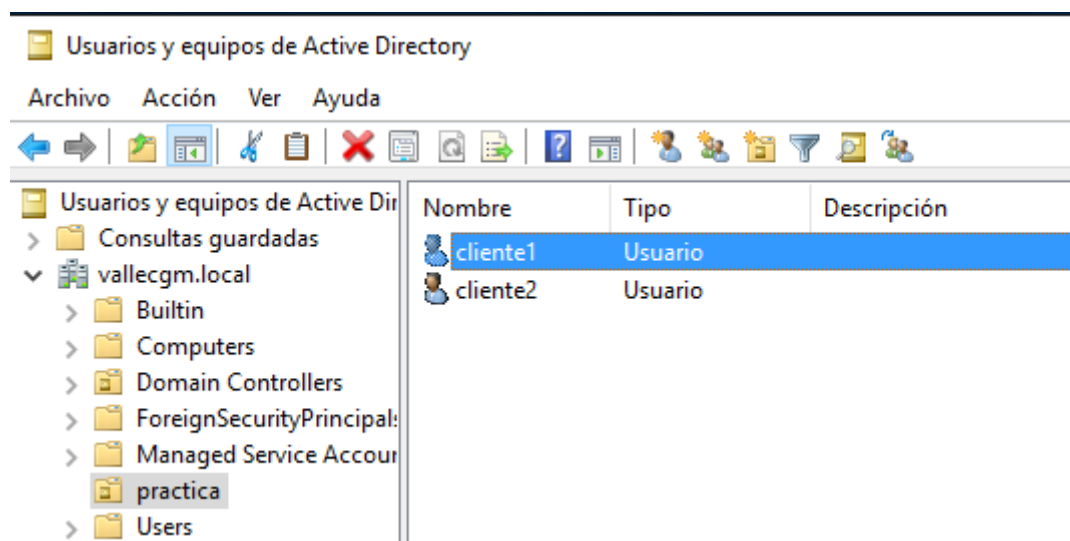 Usuarios y equipos de Active Directory
Archivo Acción Ver Ayuda
Usuarios y equipos de Active Dir
Consultas guardadas
vallecgm.local
Builtin
Computers
Domain Controllers
ForeignSecurityPrincipals
Managed Service Accoun
practica
Users
Nombre Tipo Descripción
cliente1 Usuario
cliente2 Usuario